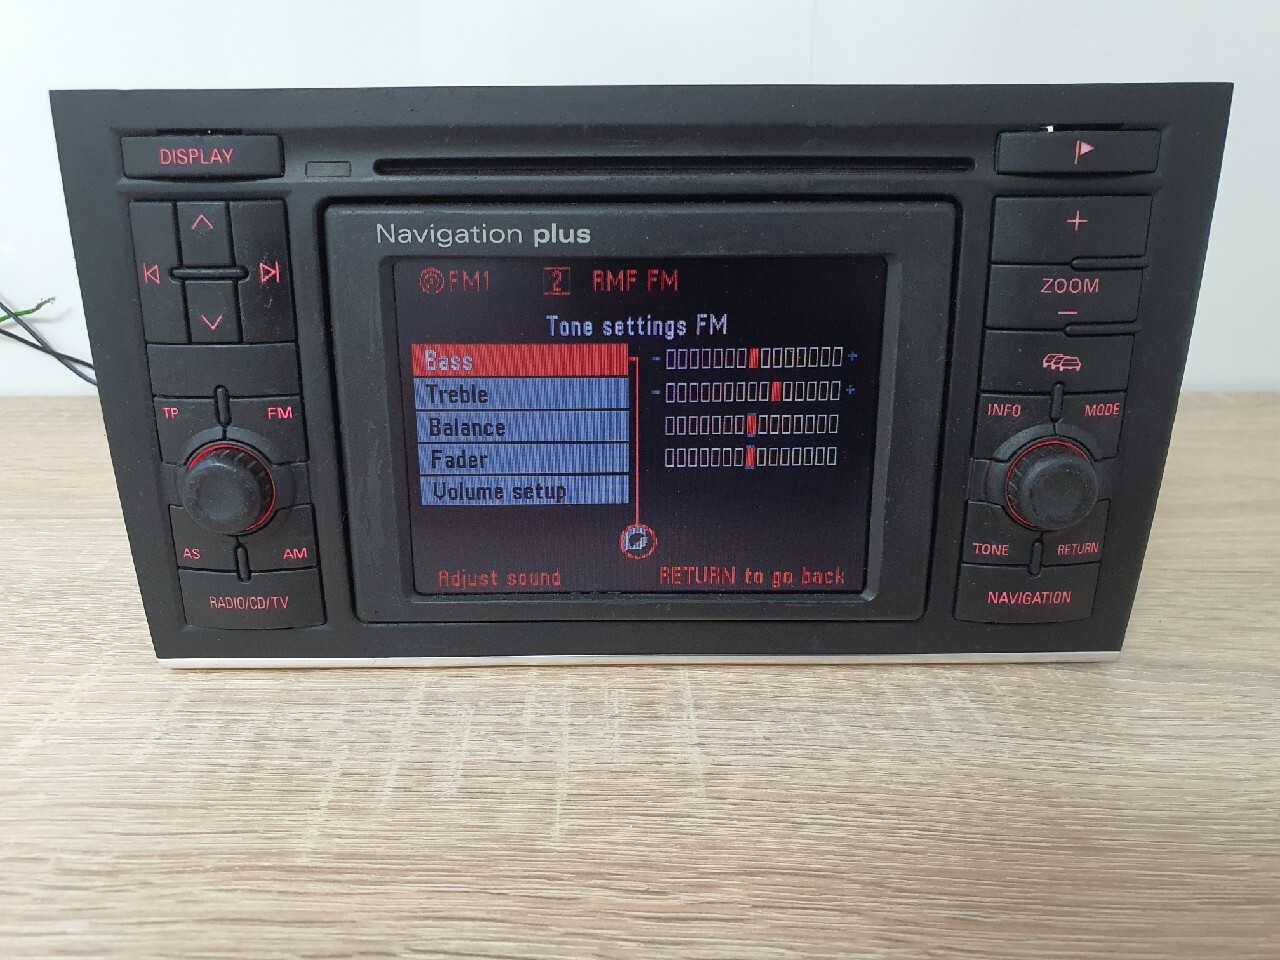 DISPLAY
Navigation plus
FM1 2 RMF FM
Tone settings FM
Bass - +
Treble - +
Balance
Fader
Volume setup
Adjust sound RETURN to go back
TP FM
AS AM
RADIO/CD/TV
+
ZOOM
-
INFO MODE
TONE RETURN
NAVIGATION